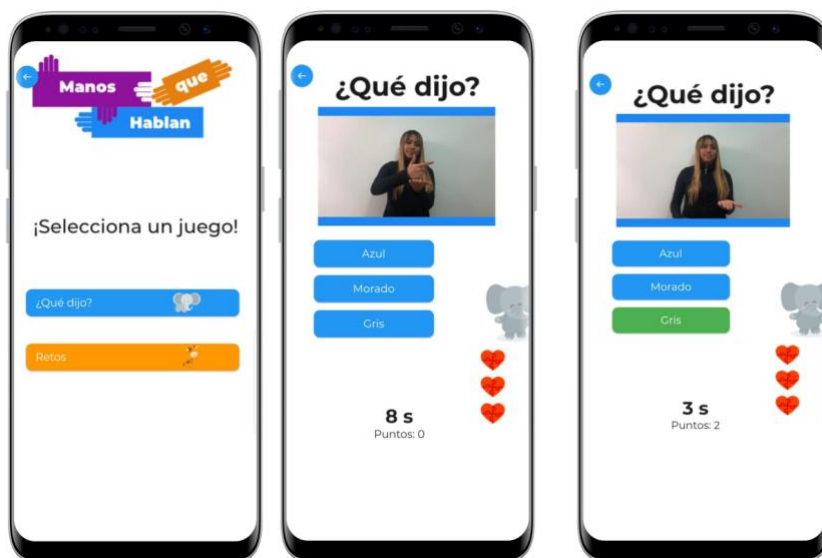 Manos
que
Hablan
¡Selecciona un juego!
¿Qué dijo?
Retos
¿Qué dijo?
Azul
Morado
Gris
8 s
Puntos: 0
¿Qué dijo?
Azul
Morado
Gris
3 s
Puntos: 2